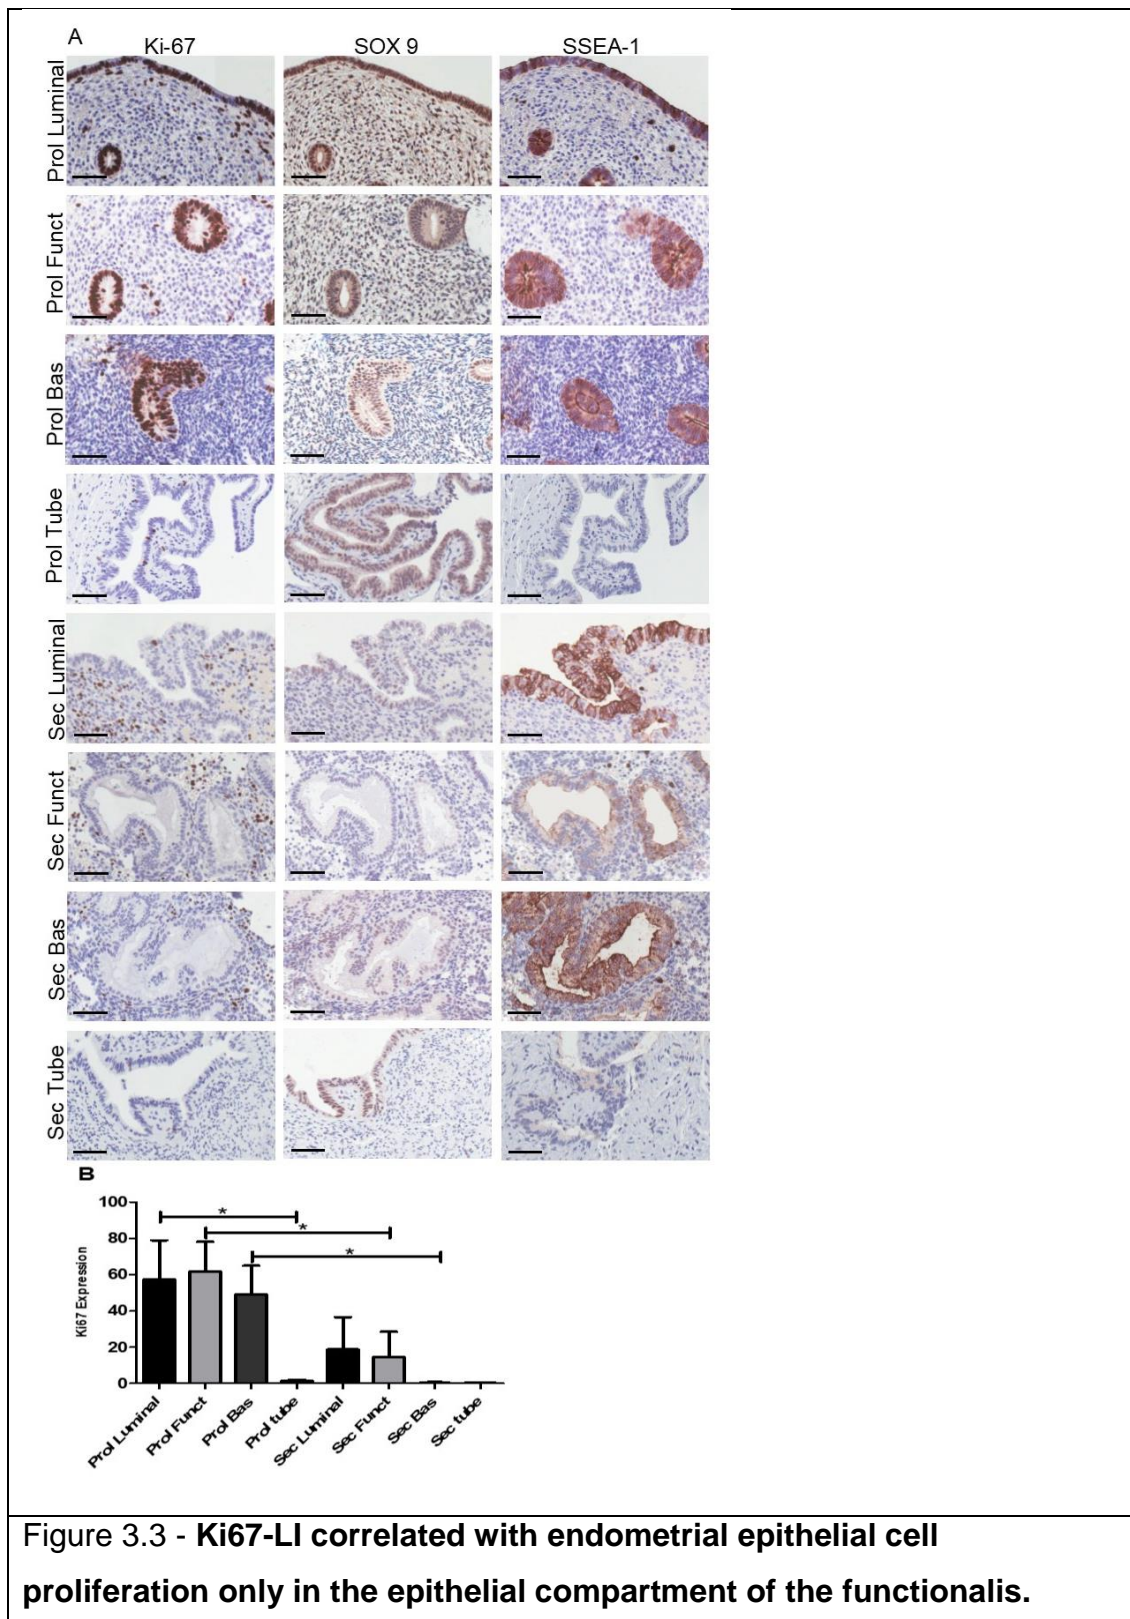 A
Ki-67 SOX 9 SSEA-1
Prol Luminal
Prol Funct
Prol Bas
Prol Tube
Sec Luminal
Sec Funct
Sec Bas
Sec Tube
B
100
80
60
40
20
0
Ki67 Expression
*
*
*
Prol Luminal
Prol Funct
Prol Bas
Prol tube
Sec Luminal
Sec Funct
Sec Bas
Sec tube
Figure 3.3 - Ki67-LI correlated with endometrial epithelial cell
proliferation only in the epithelial compartment of the functionalis.